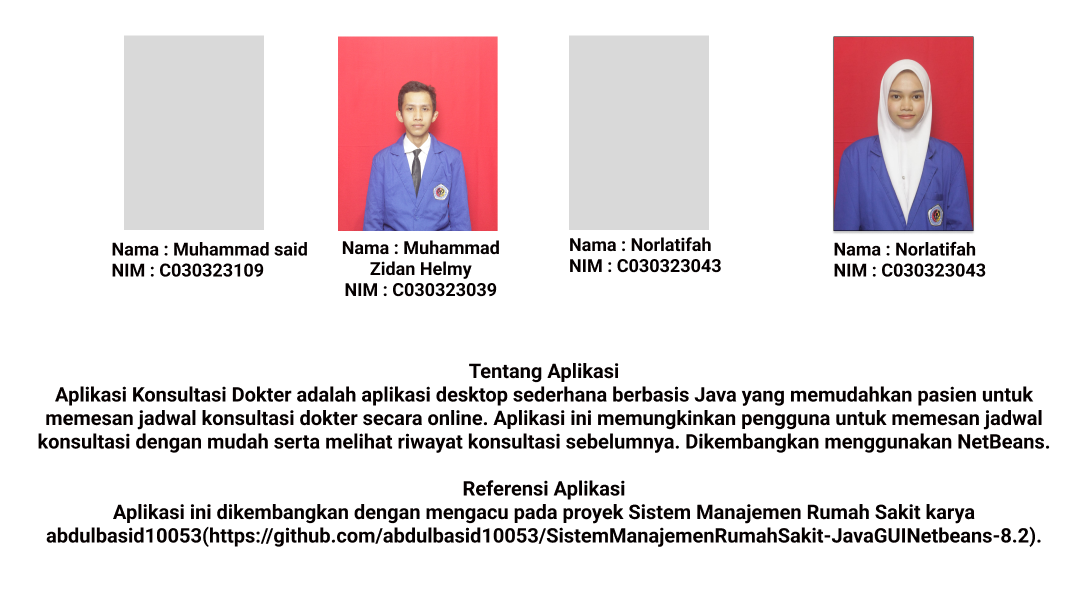 Nama : Muhammad said
NIM : C030323109
Nama : Muhammad
Zidan Helmy
NIM : C030323039
Nama : Norlatifah
NIM : C030323043
Nama : Norlatifah
NIM : C030323043
Tentang Aplikasi
Aplikasi Konsultasi Dokter adalah aplikasi desktop sederhana berbasis Java yang memudahkan pasien untuk
memesan jadwal konsultasi dokter secara online. Aplikasi ini memungkinkan pengguna untuk memesan jadwal
konsultasi dengan mudah serta melihat riwayat konsultasi sebelumnya. Dikembangkan menggunakan NetBeans.
Referensi Aplikasi
Aplikasi ini dikembangkan dengan mengacu pada proyek Sistem Manajemen Rumah Sakit karya
abdulbasid10053(https://github.com/abdulbasid10053/SistemManajemenRumahSakit-JavaGUINetbeans-8.2).